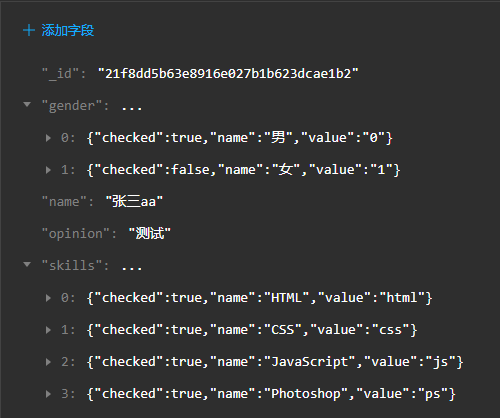 + 添加字段
"_id": "21f8dd5b63e8916e027b1b623dcae1b2"
"gender": ...
0: {"checked":true,"name":"男","value":"0"}
1: {"checked":false,"name":"女","value":"1"}
"name": "张三aa"
"opinion": "测试"
"skills": ...
0: {"checked":true,"name":"HTML","value":"html"}
1: {"checked":true,"name":"CSS","value":"css"}
2: {"checked":true,"name":"JavaScript","value":"js"}
3: {"checked":true,"name":"Photoshop","value":"ps"}